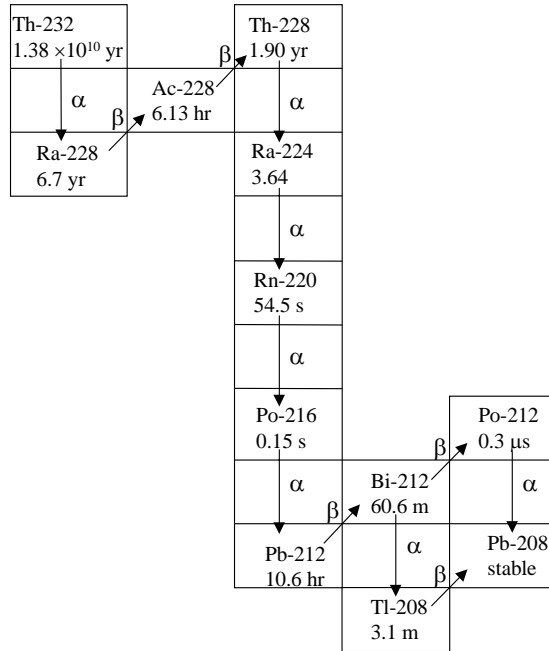 Th-232
1.38 ×10¹⁰ yr
α
Ra-228
6.7 yr
β
Ac-228
6.13 hr
β
Th-228
1.90 yr
α
Ra-224
3.64
α
Rn-220
54.5 s
α
Po-216
0.15 s
α
Pb-212
10.6 hr
β
Bi-212
60.6 m
β
Po-212
0.3 μs
α
Pb-208
stable
α
Tl-208
3.1 m
β